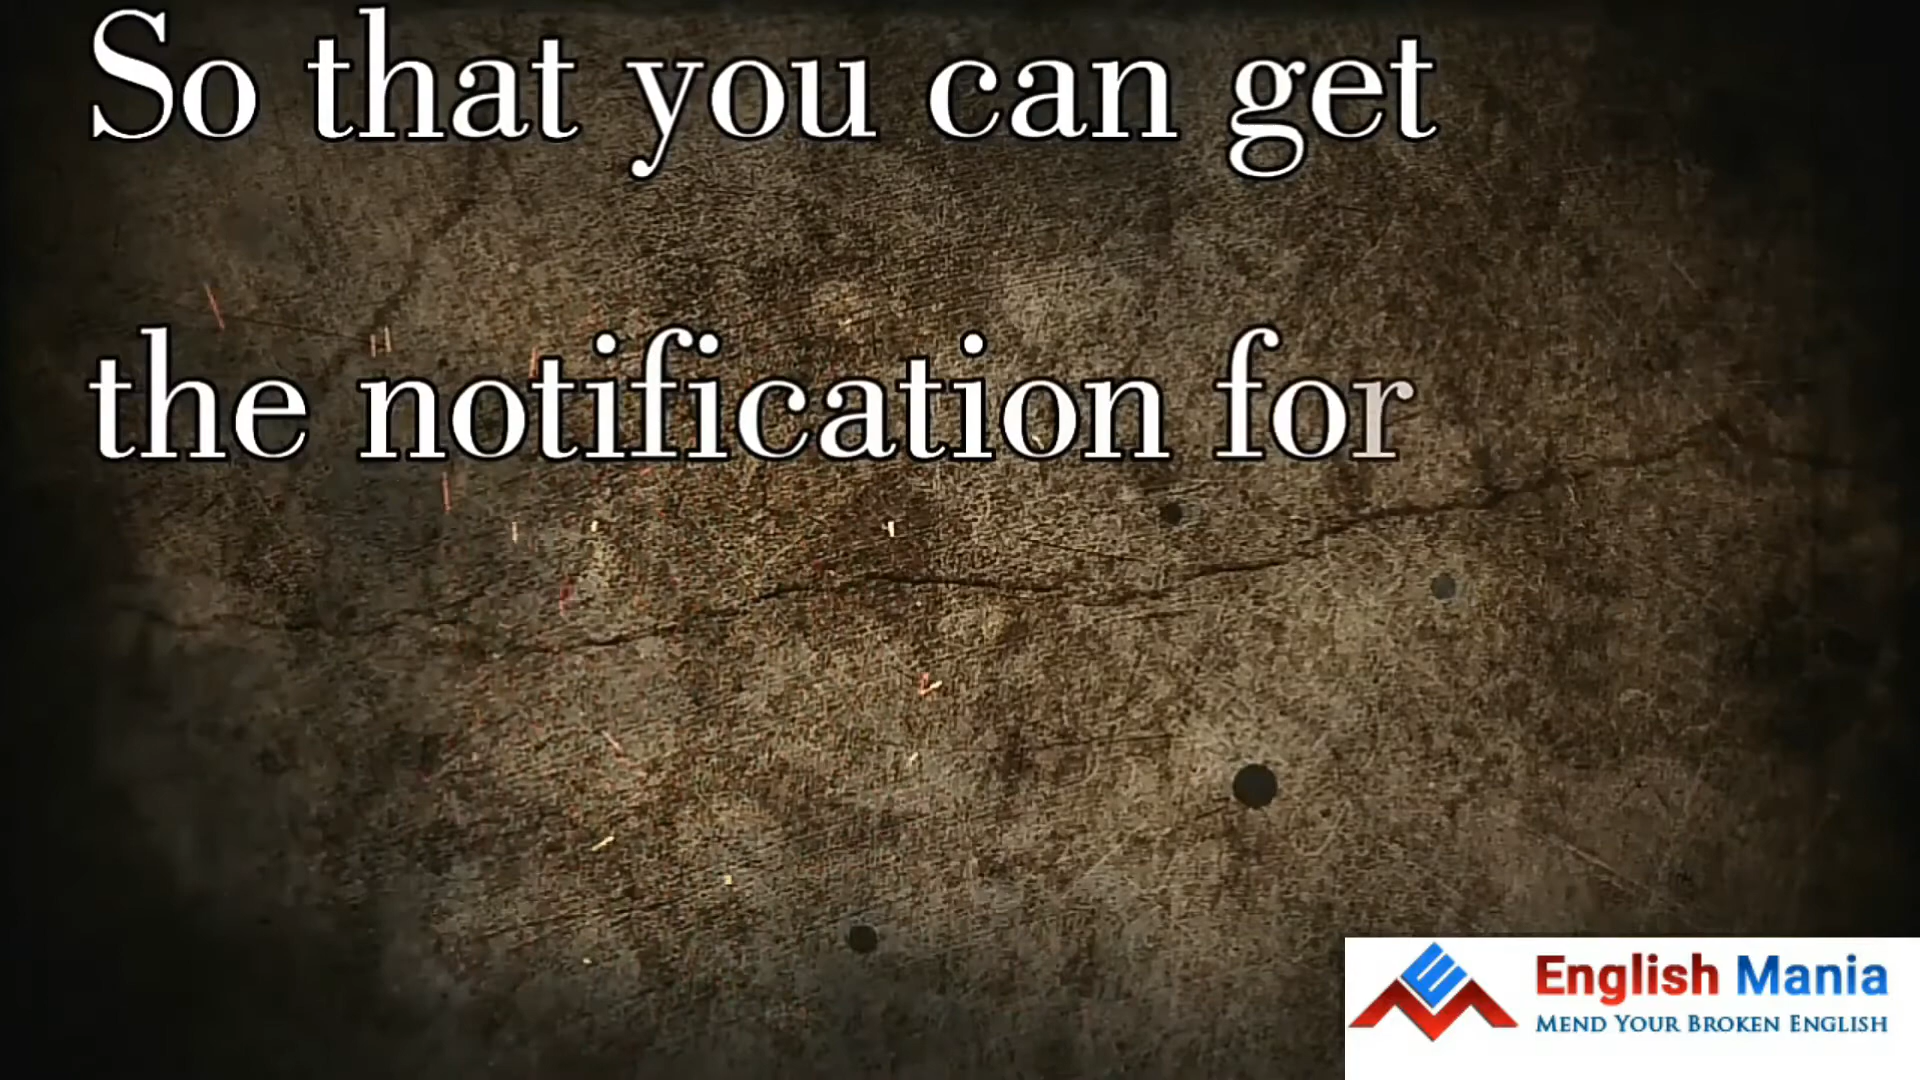 So that you can get
the notification for
English Mania
MEND YOUR BROKEN ENGLISH